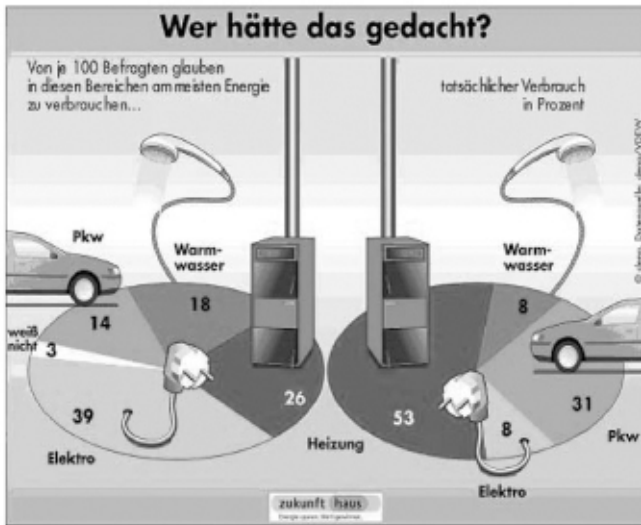 Wer hätte das gedacht?
Von je 100 Befragten glauben
in diesen Bereichen am meisten Energie
zu verbrauchen...
tatsächlicher Verbrauch
in Prozent
Pkw
Warm-
wasser
18
14
weiß
nicht
3
39
26
Elektro
Heizung
Warm-
wasser
8
53
31
8
Pkw
Elektro
zukunft haus